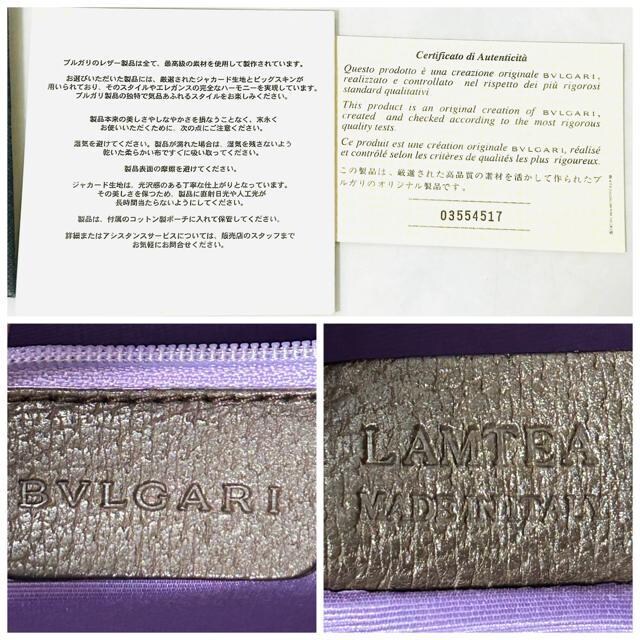 ブルガリのレザー製品は全て、最高級の素材を使用して製作されています。
お選びいただいた製品には、厳選されたジャカード生地とピッグスキンが
用いられており、そのスタイルやエレガンスの完全なハーモニーを実現しています。
ブルガリ製品の独特で気品あふれるスタイルをお楽しみください。
製品本来の美しさやしなやかさを損なうことなく、末永く
お使いいただくために、次の点にご注意ください。
湿気を避けてください。製品が濡れた場合は、湿気を残さないよう
乾いた柔らかい布ですぐに吸い取ってください。
製品表面の摩擦を避けてください。
ジャカード生地は、光沢感のある丁寧な仕上がりとなっています。
その美しさを保つため、製品に直射日光や人工光が
長時間当たらないようにしてください。
製品は、付属のコットン製ポーチに入れて保管してください。
詳細またはアシスタンスサービスについては、販売店のスタッフまで
お気軽にお問合せください。
Certificato di Autenticità
Questo prodotto è una creazione originale BVLGARI,
realizzato e controllato nel rispetto dei più rigorosi
standard qualitativi
This product is an original creation of BVLGARI,
created and checked according to the most rigorous
quality tests.
Ce produit est une création originale BVLGARI, réalisé
et contrôlé selon les critères de qualités les plus rigoureux.
この製品は、厳選された高品質の素材を活かして作られたブ
ルガリのオリジナル製品です.
03554517
BVLGARI
LAMTEA
MADE IN ITALY